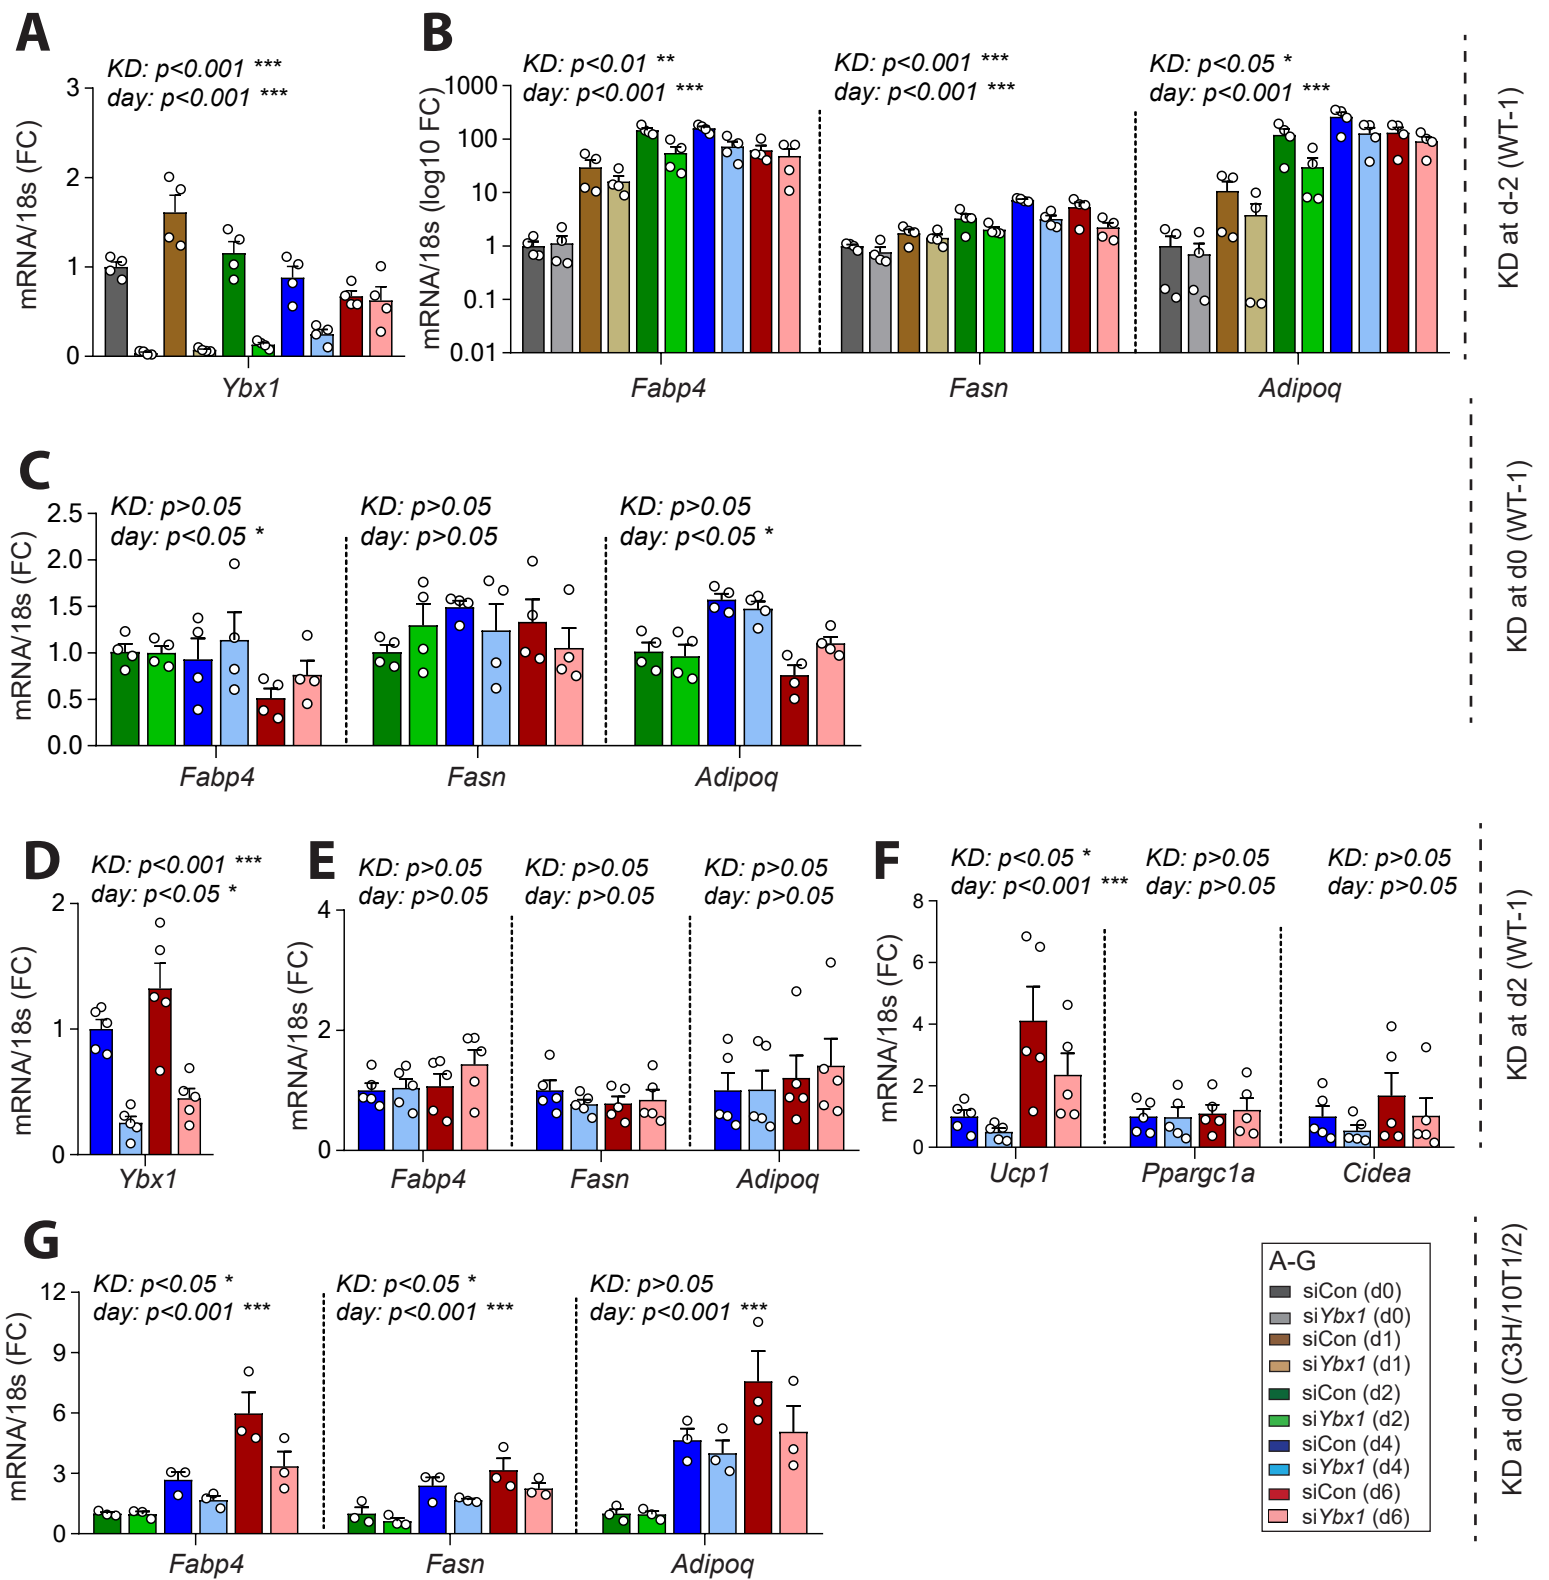 A
KD: p<0.001 ***
day: p<0.001 ***
mRNA/18s (FC)
3
2
1
0
Ybx1
B
KD: p<0.01 **
day: p<0.001 ***
KD: p<0.001 ***
day: p<0.001 ***
KD: p<0.05 *
day: p<0.001 ***
mRNA/18s (log10 FC)
1000
100
10
1
0.1
0.01
Fabp4
Fasn
Adipoq
KD at d-2 (WT-1)
C
KD: p>0.05
day: p<0.05 *
KD: p>0.05
day: p>0.05
KD: p>0.05
day: p<0.05 *
mRNA/18s (FC)
2.5
2.0
1.5
1.0
0.5
0.0
Fabp4
Fasn
Adipoq
KD at d0 (WT-1)
D
KD: p<0.001 ***
day: p<0.05 *
mRNA/18s (FC)
2
1
0
Ybx1
E
KD: p>0.05
day: p>0.05
KD: p>0.05
day: p>0.05
KD: p>0.05
day: p>0.05
mRNA/18s (FC)
4
2
0
Fabp4
Fasn
Adipoq
F
KD: p<0.05 *
day: p<0.001 ***
KD: p>0.05
day: p>0.05
KD: p>0.05
day: p>0.05
mRNA/18s (FC)
8
6
4
2
0
Ucp1
Ppargc1a
Cidea
KD at d2 (WT-1)
G
KD: p<0.05 *
day: p<0.001 ***
KD: p<0.05 *
day: p<0.001 ***
KD: p>0.05
day: p<0.001 ***
mRNA/18s (FC)
12
9
6
3
0
Fabp4
Fasn
Adipoq
A-G
siCon (d0)
siYbx1 (d0)
siCon (d1)
siYbx1 (d1)
siCon (d2)
siYbx1 (d2)
siCon (d4)
siYbx1 (d4)
siCon (d6)
siYbx1 (d6)
KD at d0 (C3H/10T1/2)